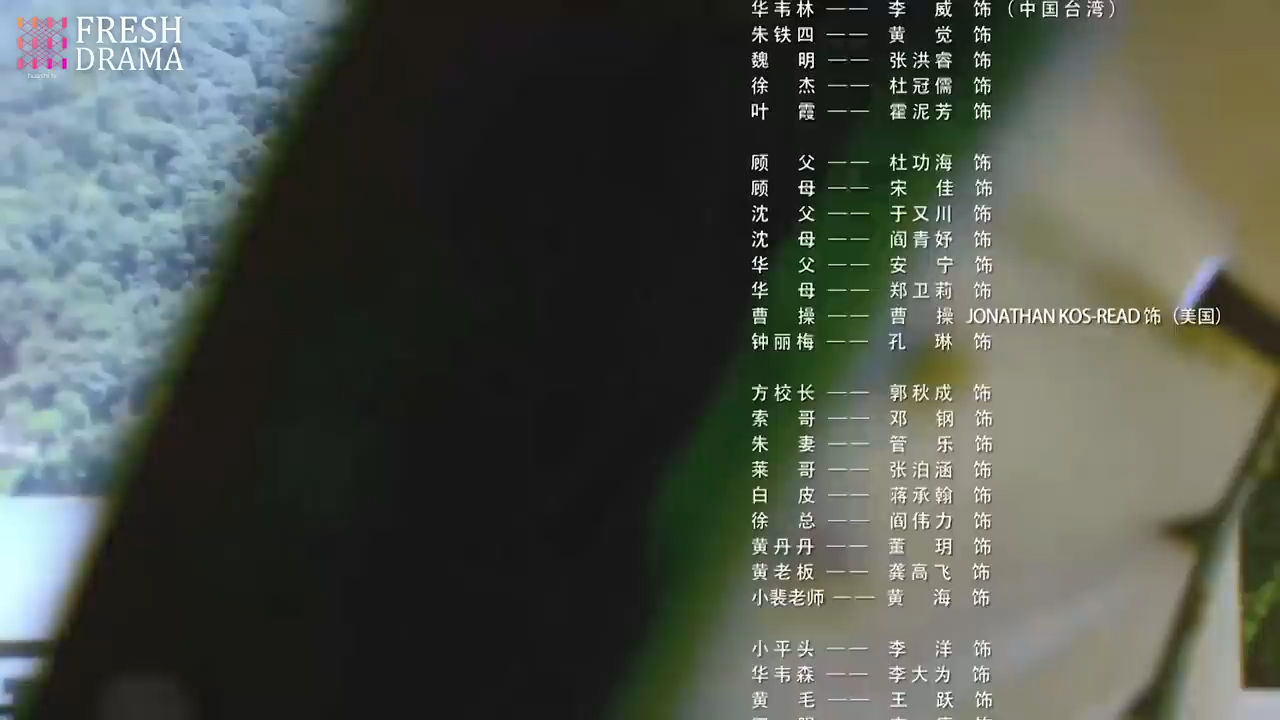 FRESH
DRAMA
华韦林 —— 李威 饰（中国台湾）
朱铁四 —— 黄觉 饰
魏明 —— 张洪睿 饰
徐杰 —— 杜冠儒 饰
叶霞 —— 霍泥芳 饰
顾父 —— 杜功海 饰
顾母 —— 宋佳 饰
沈父 —— 于又川 饰
沈母 —— 阎青妤 饰
华父 —— 安宁 饰
华母 —— 郑卫莉 饰
曹操 —— 曹操 JONATHAN KOS-READ 饰（美国）
钟丽梅 —— 孔琳 饰
方校长 —— 郭秋成 饰
索哥 —— 邓钢 饰
朱妻 —— 管乐 饰
莱哥 —— 张泊涵 饰
白皮 —— 蒋承翰 饰
徐总 —— 阎伟力 饰
黄丹丹 —— 董玥 饰
黄老板 —— 龚高飞 饰
小裴老师 —— 黄海 饰
小平头 —— 李洋 饰
华韦森 —— 李大为 饰
黄毛 —— 王跃 饰